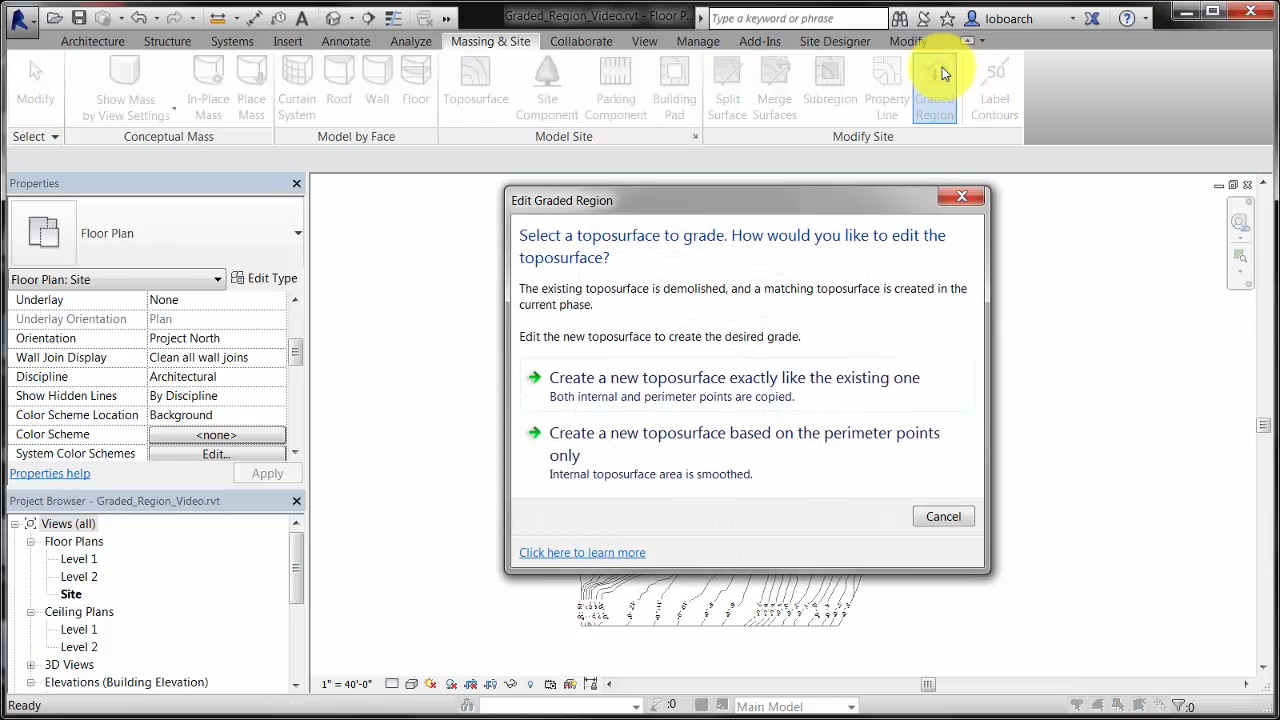 Graded_Region_Video.rvt - Floor P...
Type a keyword or phrase
loboarch
Architecture Structure Systems Insert Annotate Analyze Massing & Site Collaborate View Manage Add-Ins Site Designer Modify
Modify
Show Mass
by View Settings
In-Place
Mass
Place
Mass
Curtain
System
Roof
Wall
Floor
Toposurface
Site
Component
Parking
Component
Building
Pad
Split
Surface
Merge
Surfaces
Subregion
Property
Line
Graded
Region
50
Label
Contours
Select
Conceptual Mass
Model by Face
Model Site
Modify Site
Properties
Floor Plan
Floor Plan: Site
Edit Type
Underlay None
Underlay Orientation Plan
Orientation Project North
Wall Join Display Clean all wall joins
Discipline Architectural
Show Hidden Lines By Discipline
Color Scheme Location Background
Color Scheme <none>
System Color Schemes Edit...
Properties help
Apply
Project Browser - Graded_Region_Video.rvt
Views (all)
Floor Plans
Level 1
Level 2
Site
Ceiling Plans
Level 1
Level 2
3D Views
Elevations (Building Elevation)
Edit Graded Region
Select a toposurface to grade. How would you like to edit the
toposurface?
The existing toposurface is demolished, and a matching toposurface is created in the
current phase.
Edit the new toposurface to create the desired grade.
Create a new toposurface exactly like the existing one
Both internal and perimeter points are copied.
Create a new toposurface based on the perimeter points
only
Internal toposurface area is smoothed.
Cancel
Click here to learn more
1" = 40'-0"
Ready
:0
Main Model
:0